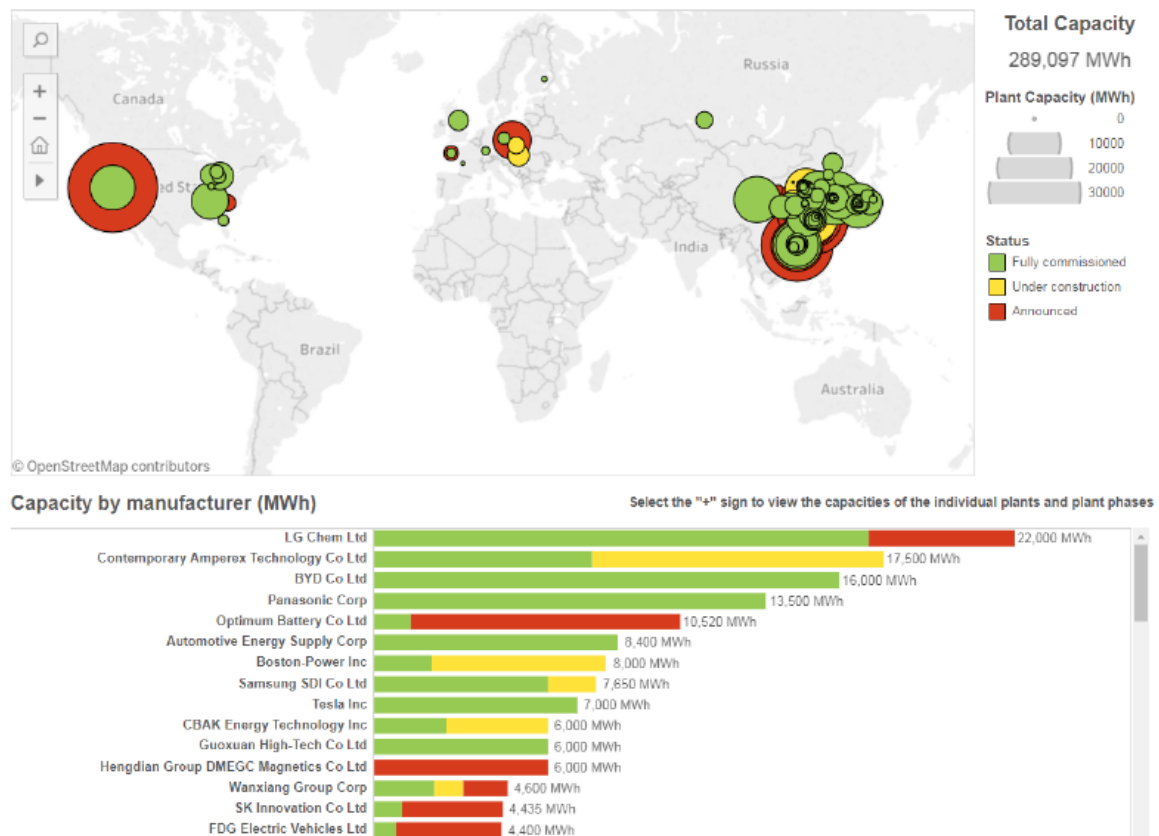 Total Capacity
289,097 MWh
Plant Capacity (MWh)
0
10000
20000
30000
Status
Fully commissioned
Under construction
Announced
Canada
Russia
ed Sta
India
Brazil
Australia
© OpenStreetMap contributors
Capacity by manufacturer (MWh)
Select the "+" sign to view the capacities of the individual plants and plant phases
LG Chem Ltd 22,000 MWh
Contemporary Amperex Technology Co Ltd 17,500 MWh
BYD Co Ltd 16,000 MWh
Panasonic Corp 13,500 MWh
Optimum Battery Co Ltd 10,520 MWh
Automotive Energy Supply Corp 8,400 MWh
Boston-Power Inc 8,000 MWh
Samsung SDI Co Ltd 7,650 MWh
Tesla Inc 7,000 MWh
CBAK Energy Technology Inc 6,000 MWh
Guoxuan High-Tech Co Ltd 6,000 MWh
Hengdian Group DMEGC Magnetics Co Ltd 6,000 MWh
Wanxiang Group Corp 4,600 MWh
SK Innovation Co Ltd 4,435 MWh
FDG Electric Vehicles Ltd 4,400 MWh